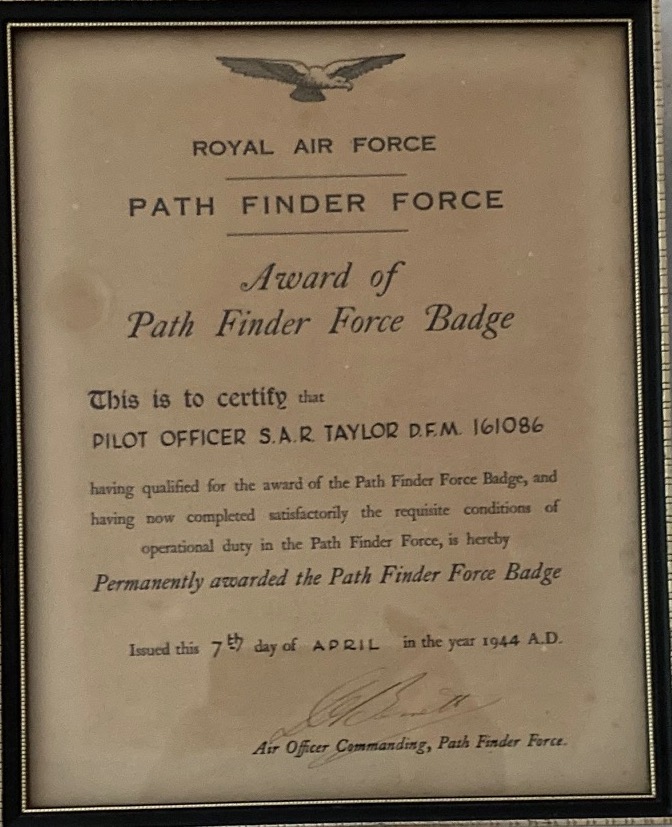 ROYAL AIR FORCE
PATH FINDER FORCE
Award of
Path Finder Force Badge
This is to certify that
PILOT OFFICER S.A.R. TAYLOR D.F.M. 161086
having qualified for the award of the Path Finder Force Badge, and
having now completed satisfactorily the requisite conditions of
operational duty in the Path Finder Force, is hereby
Permanently awarded the Path Finder Force Badge
Issued this 7th day of APRIL in the year 1944 A.D.
Air Officer Commanding, Path Finder Force.